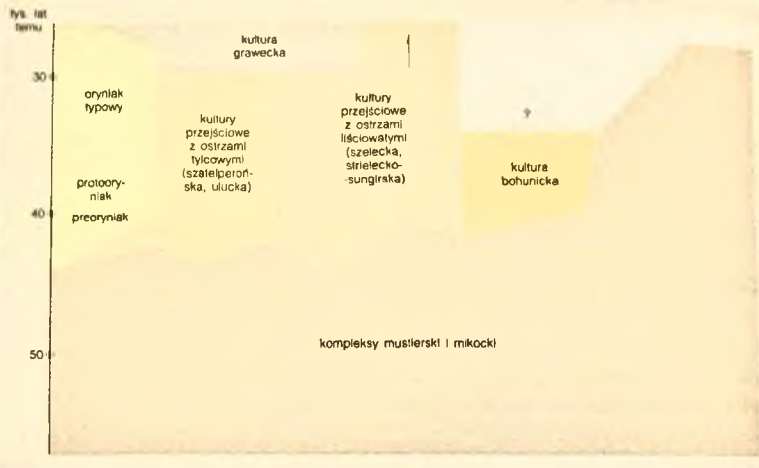 tys. lat
temu
kultura
grawecka
30
oryniak
typowy
kultury
przejściowe
z ostrzami
tylcowymi
(szatelperoń-
ska, ulucka)
kultury
przejściowe
z ostrzami
liściowatymi
(szelecka,
strielecko-
-sungirska)
?
kultura
bohunicka
protoory-
niak
40
preoryniak
kompleksy mustierski i mikocki
50